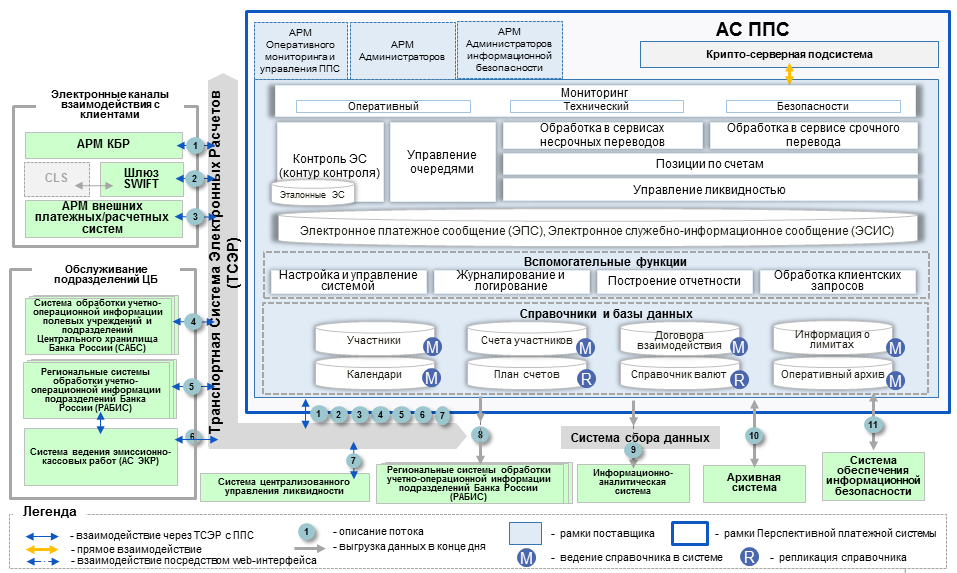 АС ППС
АРМ
Оперативного
мониторинга и
управления ППС
АРМ
Администраторов
АРМ
Администраторов
информационной
безопасности
Крипто-серверная подсистема
Мониторинг
Оперативный
Технический
Безопасности
Контроль ЭС
(контур контроля)
Эталонные ЭС
Управление
очередями
Обработка в сервисах
несрочных переводов
Обработка в сервисе срочного
перевода
Позиции по счетам
Управление ликвидностью
Электронное платежное сообщение (ЭПС), Электронное служебно-информационное сообщение (ЭСИС)
Вспомогательные функции
Настройка и управление
системой
Журналирование и
логирование
Построение отчетности
Обработка клиентских
запросов
Справочники и базы данных
Участники
M
Счета участников
M
Договора
взаимодействия
M
Информация о
лимитах
M
Календари
M
План счетов
R
Справочник валют
R
Оперативный архив
M
Электронные каналы
взаимодействия с
клиентами
АРМ КБР
1
CLS
Шлюз
SWIFT
2
АРМ внешних
платежных/расчетных
систем
3
Обслуживание
подразделений ЦБ
Система обработки учетно-
операционной информации
полевых учреждений и
подразделений
Центрального хранилища
Банка России (САБС)
4
Региональные системы
обработки учетно-
операционной информации
подразделений Банка
России (РАБИС)
5
Система ведения эмиссионно-
кассовых работ (АС ЭКР)
6
Транспортная Система Электронных Расчетов
(ТСЭР)
1 2 3 4 5 6 7
7
8
Система сбора данных
9
10
11
Система централизованного
управления ликвидности
Региональные системы обработки
учетно-операционной информации
подразделений Банка России
(РАБИС)
Информационно-
аналитическая
система
Архивная
система
Система
обеспечения
информационной
безопасности
Легенда
- взаимодействие через ТСЭР с ППС
- прямое взаимодействие
- взаимодействие посредством web-интерфейса
1 - описание потока
- выгрузка данных в конце дня
- рамки поставщика
M - ведение справочника в системе
- рамки Перспективной платежной системы
R - репликация справочника